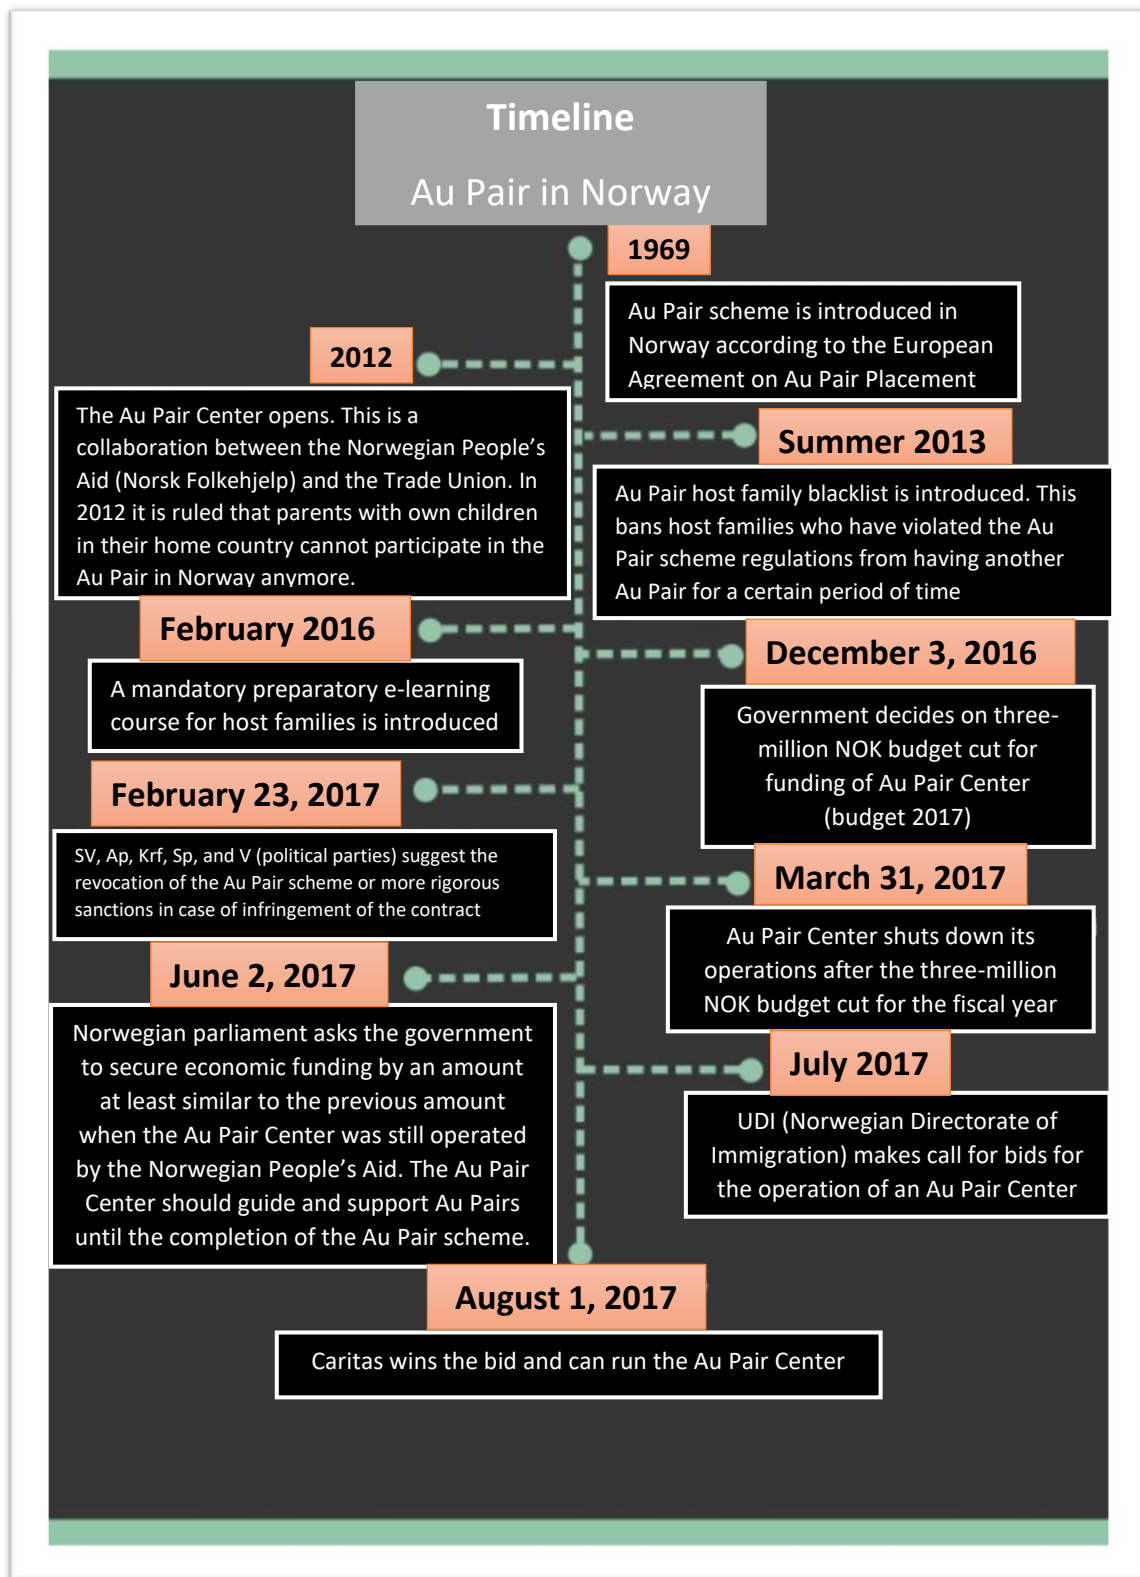 Timeline
Au Pair in Norway
1969
Au Pair scheme is introduced in
Norway according to the European
Agreement on Au Pair Placement
2012
The Au Pair Center opens. This is a
collaboration between the Norwegian People’s
Aid (Norsk Folkehjelp) and the Trade Union. In
2012 it is ruled that parents with own children
in their home country cannot participate in the
Au Pair in Norway anymore.
Summer 2013
Au Pair host family blacklist is introduced. This
bans host families who have violated the Au
Pair scheme regulations from having another
Au Pair for a certain period of time
February 2016
A mandatory preparatory e-learning
course for host families is introduced
December 3, 2016
Government decides on three-
million NOK budget cut for
funding of Au Pair Center
(budget 2017)
February 23, 2017
SV, Ap, Krf, Sp, and V (political parties) suggest the
revocation of the Au Pair scheme or more rigorous
sanctions in case of infringement of the contract
March 31, 2017
Au Pair Center shuts down its
operations after the three-million
NOK budget cut for the fiscal year
June 2, 2017
Norwegian parliament asks the government
to secure economic funding by an amount
at least similar to the previous amount
when the Au Pair Center was still operated
by the Norwegian People’s Aid. The Au Pair
Center should guide and support Au Pairs
until the completion of the Au Pair scheme.
July 2017
UDI (Norwegian Directorate of
Immigration) makes call for bids for
the operation of an Au Pair Center
August 1, 2017
Caritas wins the bid and can run the Au Pair Center